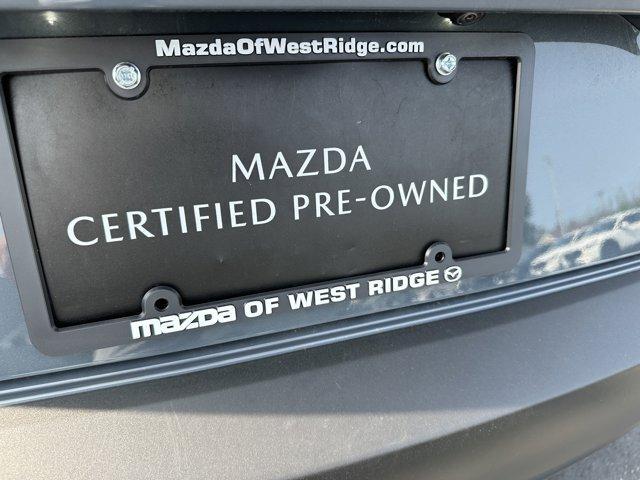 MazdaOfWestRidge.com
MAZDA
CERTIFIED PRE-OWNED
mazda OF WEST RIDGE